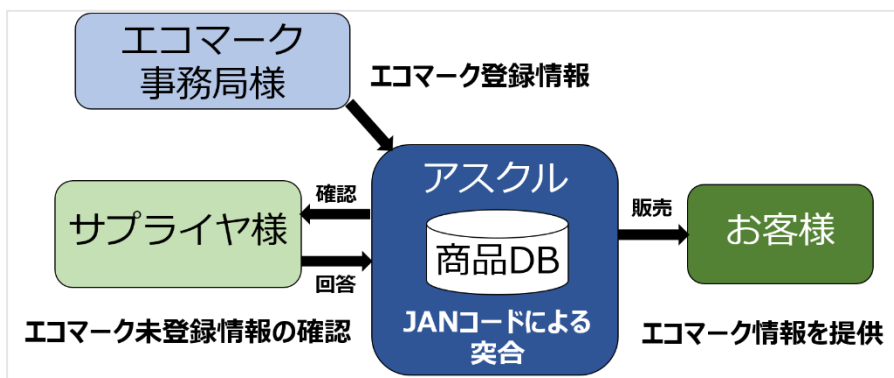 エコマーク
事務局様
エコマーク登録情報
アスクル
確認
サプライヤ様
商品DB
販売
お客様
回答
JANコードによる
突合
エコマーク未登録情報の確認
エコマーク情報を提供